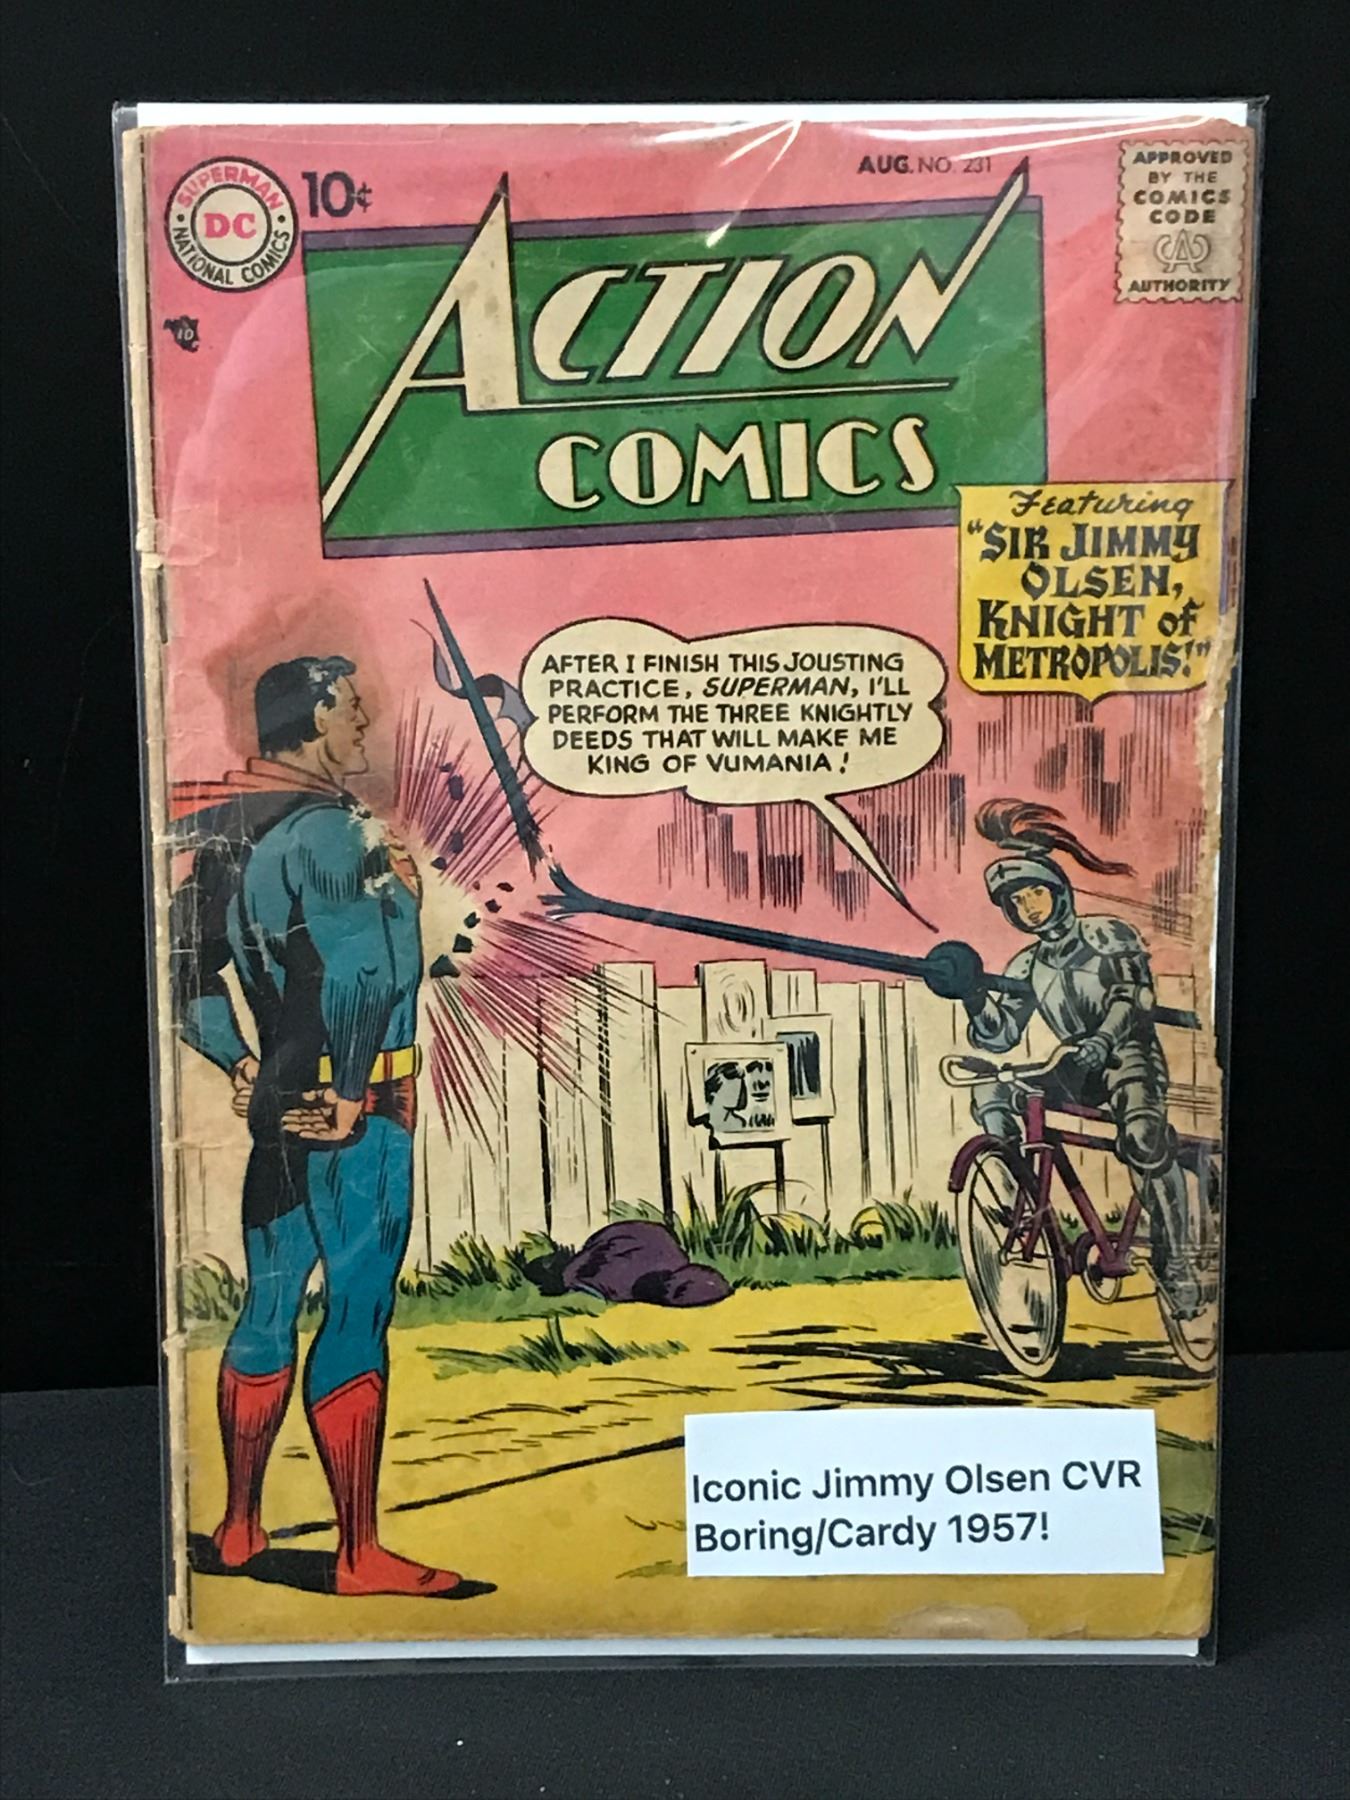 SUPERMAN
DC
NATIONAL COMICS
10¢
AUG. NO. 231
APPROVED
BY THE
COMICS
CODE
CA
AUTHORITY
10
ACTION
COMICS
Featuring
"SIR JIMMY
OLSEN,
KNIGHT of
METROPOLIS!"
AFTER I FINISH THIS JOUSTING
PRACTICE, SUPERMAN, I'LL
PERFORM THE THREE KNIGHTLY
DEEDS THAT WILL MAKE ME
KING OF VUMANIA!
Iconic Jimmy Olsen CVR
Boring/Cardy 1957!